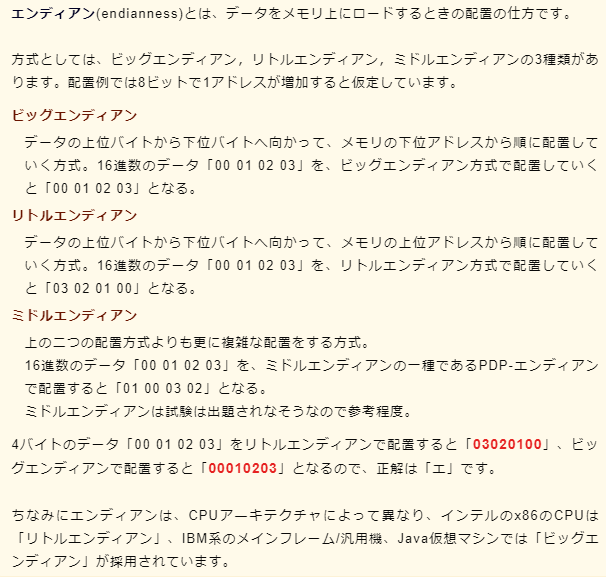 エンディアン(endianness)とは、データをメモリ上にロードするときの配置の仕方です。
方式としては、ビッグエンディアン，リトルエンディアン，ミドルエンディアンの3種類があ
ります。配置例では8ビットで1アドレスが増加すると仮定しています。
ビッグエンディアン
データの上位バイトから下位バイトへ向かって、メモリの下位アドレスから順に配置して
いく方式。16進数のデータ「00 01 02 03」を、ビッグエンディアン方式で配置していく
と「00 01 02 03」となる。
リトルエンディアン
データの上位バイトから下位バイトへ向かって、メモリの上位アドレスから順に配置して
いく方式。16進数のデータ「00 01 02 03」を、リトルエンディアン方式で配置していく
と「03 02 01 00」となる。
ミドルエンディアン
上の二つの配置方式よりも更に複雑な配置をする方式。
16進数のデータ「00 01 02 03」を、ミドルエンディアンの一種であるPDP-エンディアン
で配置すると「01 00 03 02」となる。
ミドルエンディアンは試験は出題されなそうなので参考程度。
4バイトのデータ「00 01 02 03」をリトルエンディアンで配置すると「03020100」、ビッ
グエンディアンで配置すると「00010203」となるので、正解は「エ」です。
ちなみにエンディアンは、CPUアーキテクチャによって異なり、インテルのx86のCPUは
「リトルエンディアン」、IBM系のメインフレーム/汎用機、Java仮想マシンでは「ビッグエ
ンディアン」が採用されています。